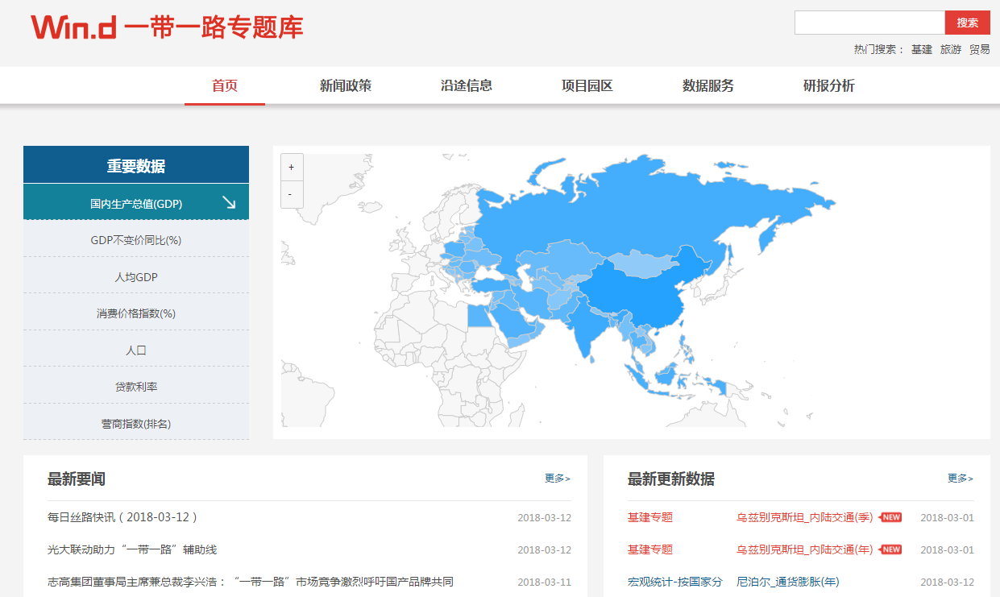 Win.d 一带一路专题库
搜索
热门搜索： 基建 旅游 贸易
首页 新闻政策 沿途信息 项目园区 数据服务 研报分析
重要数据
国内生产总值(GDP)
GDP不变价同比(%)
人均GDP
消费价格指数(%)
人口
贷款利率
营商指数(排名)
+
-
最新要闻 更多>
每日丝路快讯（2018-03-12） 2018-03-12
光大联动助力“一带一路”辅助线 2018-03-12
志高集团董事局主席兼总裁李兴浩：“一带一路”市场竞争激烈呼吁国产品牌共同 2018-03-11
最新更新数据 更多>
基建专题 乌兹别克斯坦_内陆交通(季) NEW 2018-03-01
基建专题 乌兹别克斯坦_内陆交通(年) NEW 2018-03-01
宏观统计-按国家分 尼泊尔_通货膨胀(年) 2018-03-12